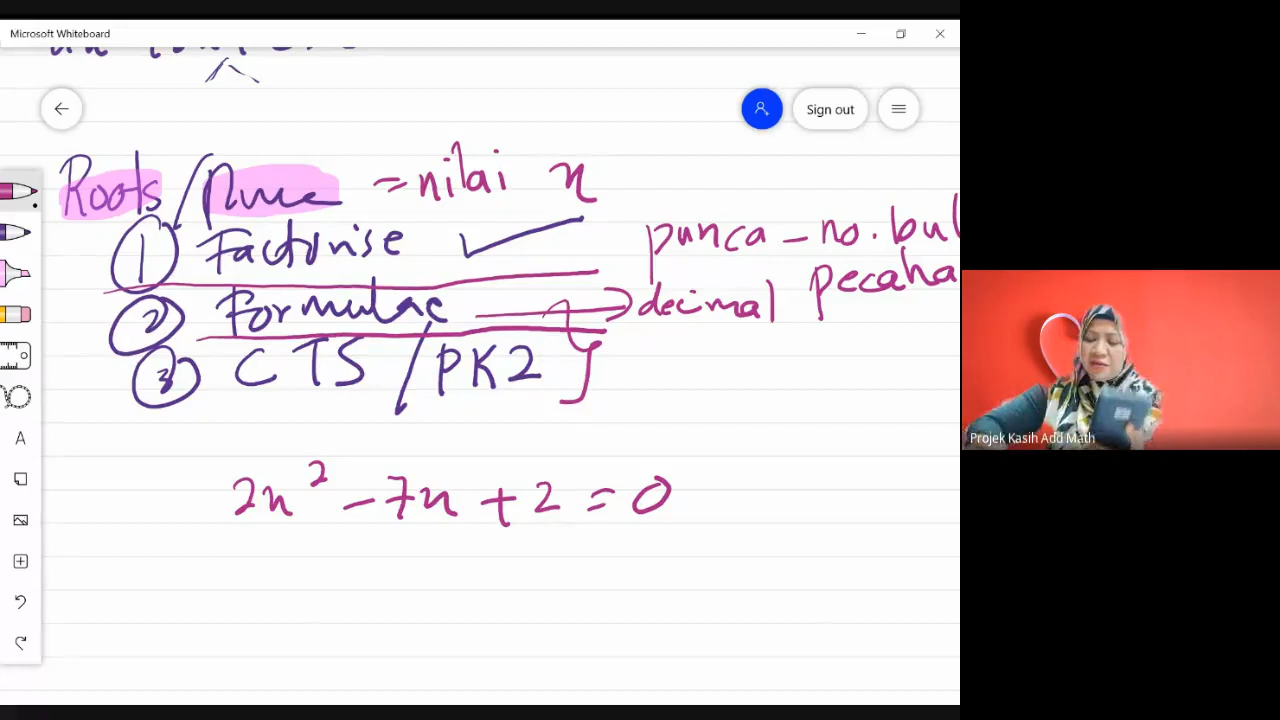 Microsoft Whiteboard
Sign out
Roots / Punca = nilai x
① Factorise ✓
punca - no. bul
pecaha
② Formulae → decimal
③ CTS / PK2
2x² - 7x + 2 = 0
A
Projek Kasih Add Math